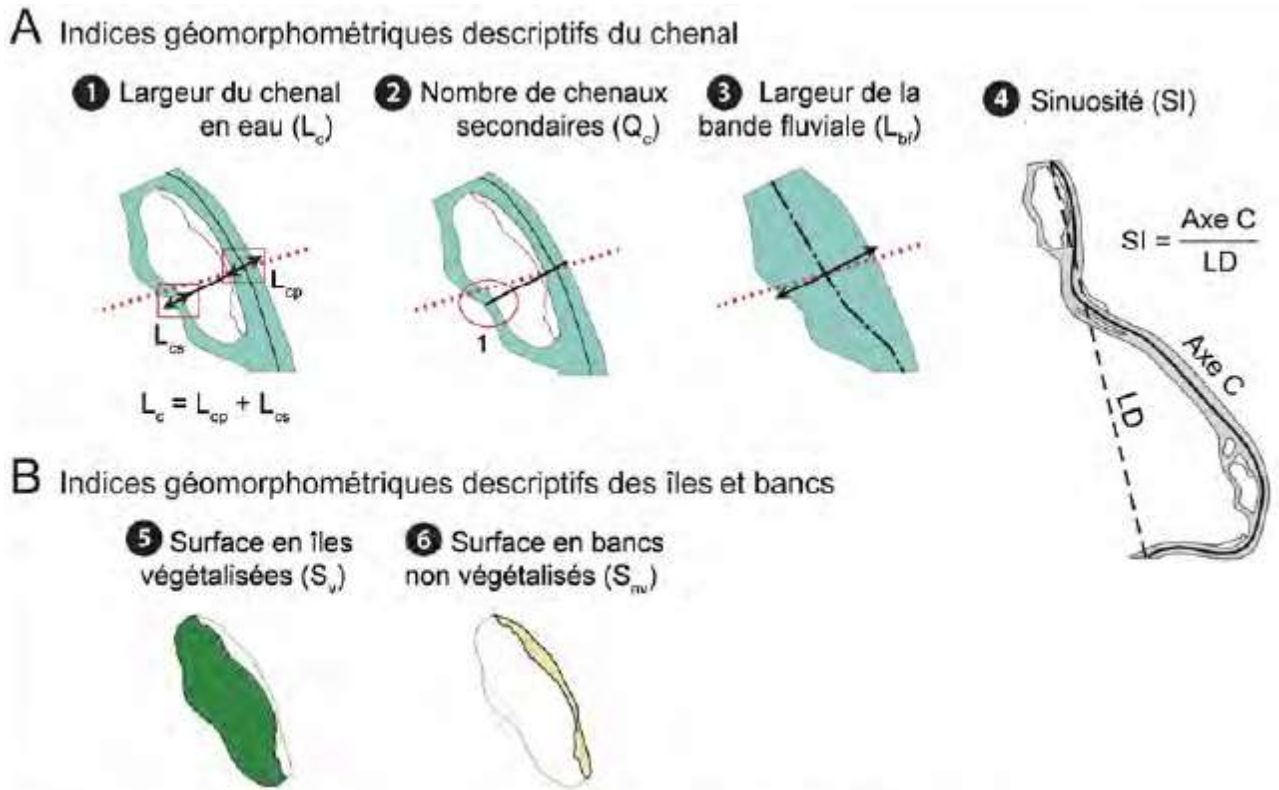 A Indices géomorphométriques descriptifs du chenal
1 Largeur du chenal
en eau (Lc)
2 Nombre de chenaux
secondaires (Qc)
3 Largeur de la
bande fluviale (Lbf)
4 Sinuosité (SI)
Lcp
Lcs
Lc = Lcp + Lcs
1
SI = Axe C
LD
Axe C
LD
B Indices géomorphométriques descriptifs des îles et bancs
5 Surface en îles
végétalisées (Sv)
6 Surface en bancs
non végétalisés (Snv)